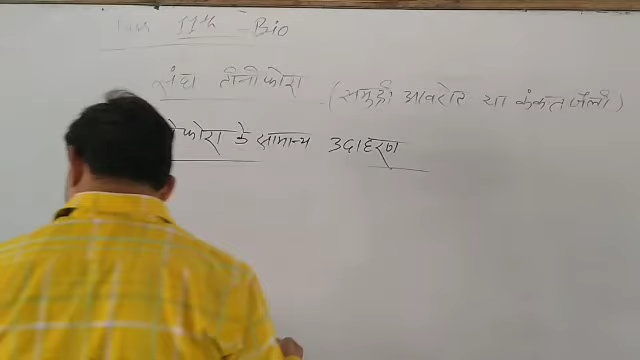 11th - Bio
संघ टीनोफोरा (समुद्री अखरोट या कंकत जैली)
के सामान्य उदाहरण